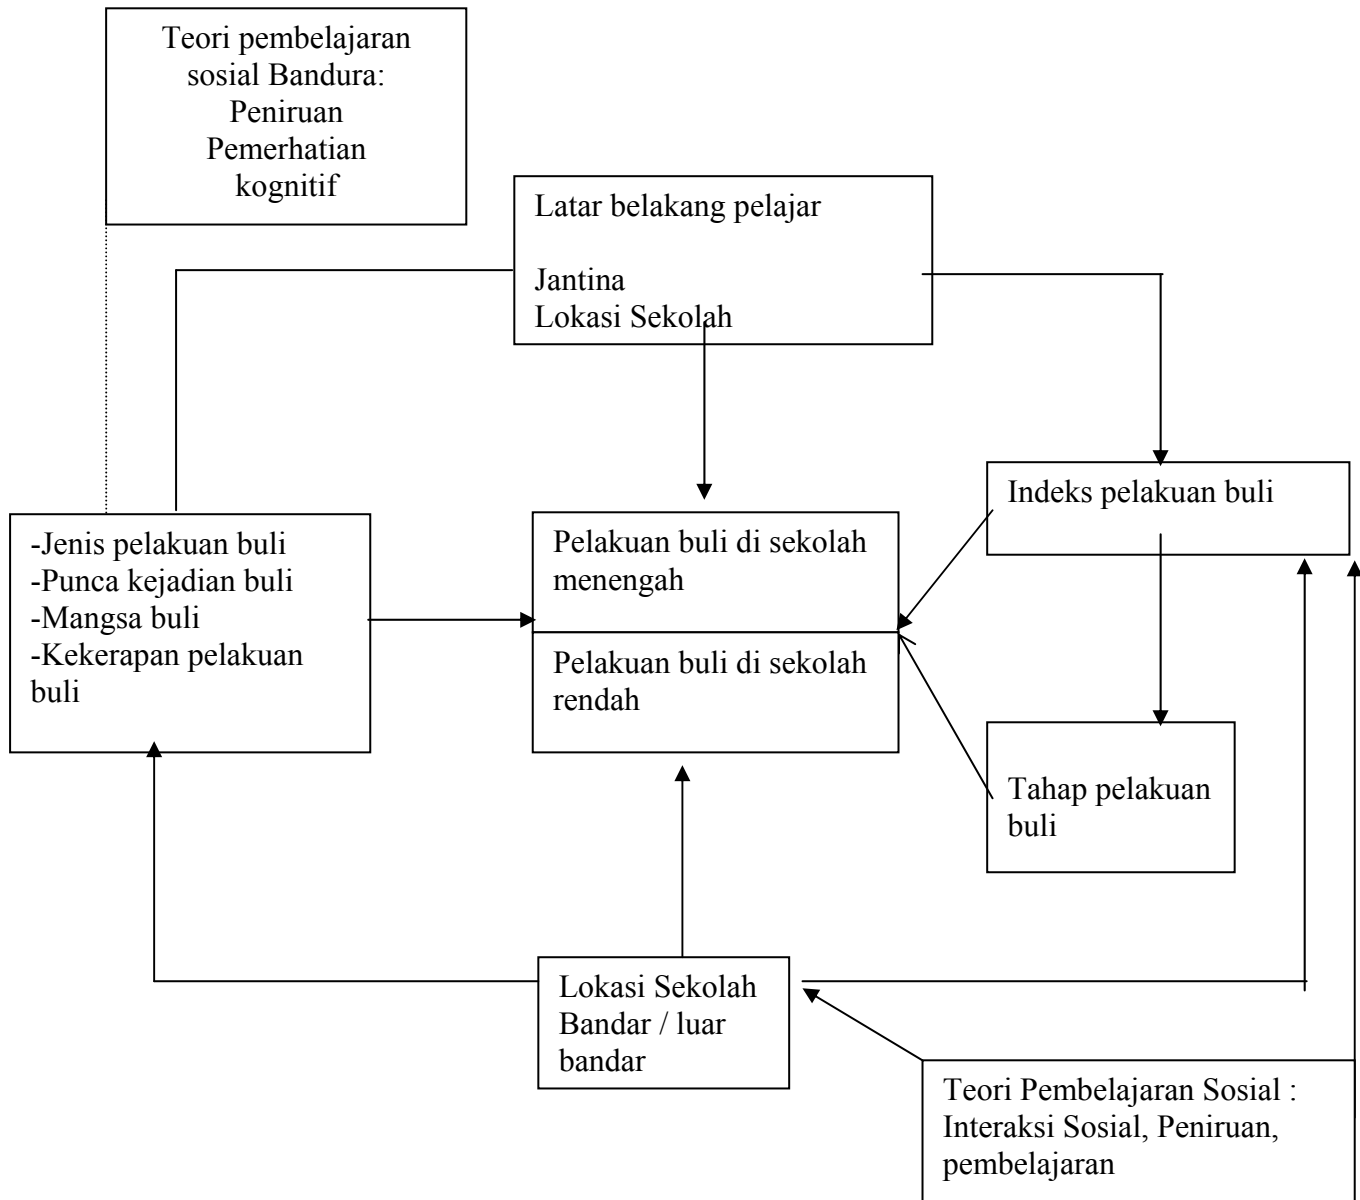 Teori pembelajaran
sosial Bandura:
Peniruan
Pemerhatian
kognitif
Latar belakang pelajar
Jantina
Lokasi Sekolah
Indeks pelakuan buli
-Jenis pelakuan buli
-Punca kejadian buli
-Mangsa buli
-Kekerapan pelakuan
buli
Pelakuan buli di sekolah
menengah
Pelakuan buli di sekolah
rendah
Tahap pelakuan
buli
Lokasi Sekolah
Bandar / luar
bandar
Teori Pembelajaran Sosial :
Interaksi Sosial, Peniruan,
pembelajaran